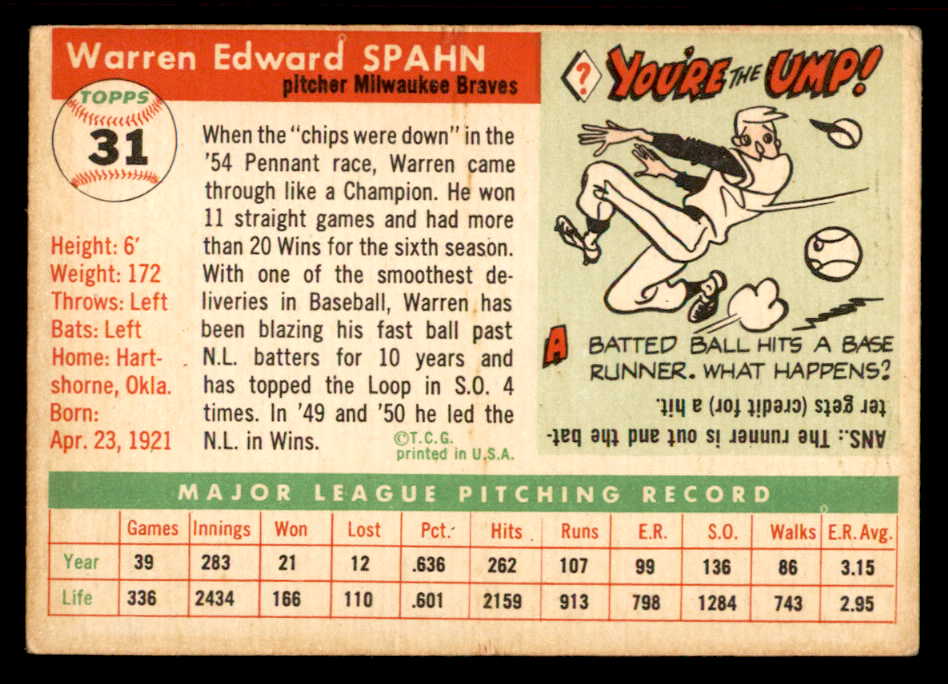 Warren Edward SPAHN
pitcher Milwaukee Braves
TOPPS
31
When the "chips were down" in the
'54 Pennant race, Warren came
through like a Champion. He won
11 straight games and had more
than 20 Wins for the sixth season.
With one of the smoothest de-
liveries in Baseball, Warren has
been blazing his fast ball past
N.L. batters for 10 years and
has topped the Loop in S.O. 4
times. In '49 and '50 he led the
N.L. in Wins.
©T.C.G.
printed in U.S.A.
Height: 6'
Weight: 172
Throws: Left
Bats: Left
Home: Hart-
shorne, Okla.
Born:
Apr. 23, 1921
? YOU'RE THE UMP!
A BATTED BALL HITS A BASE
RUNNER. WHAT HAPPENS?
ANS.: The runner is out and the bat-
ter gets (credit for) a hit.
MAJOR LEAGUE PITCHING RECORD
Games Innings Won Lost Pct. Hits Runs E.R. S.O. Walks E.R. Avg.
Year 39 283 21 12 .636 262 107 99 136 86 3.15
Life 336 2434 166 110 .601 2159 913 798 1284 743 2.95